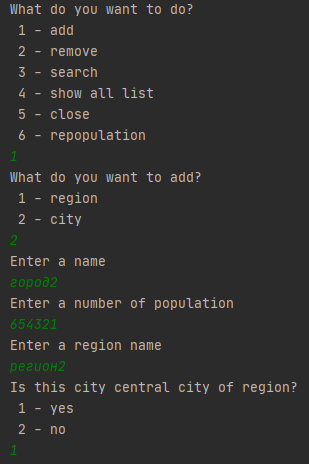 What do you want to do?
1 - add
2 - remove
3 - search
4 - show all list
5 - close
6 - repopulation
1
What do you want to add?
1 - region
2 - city
2
Enter a name
город2
Enter a number of population
654321
Enter a region name
регион2
Is this city central city of region?
1 - yes
2 - no
1